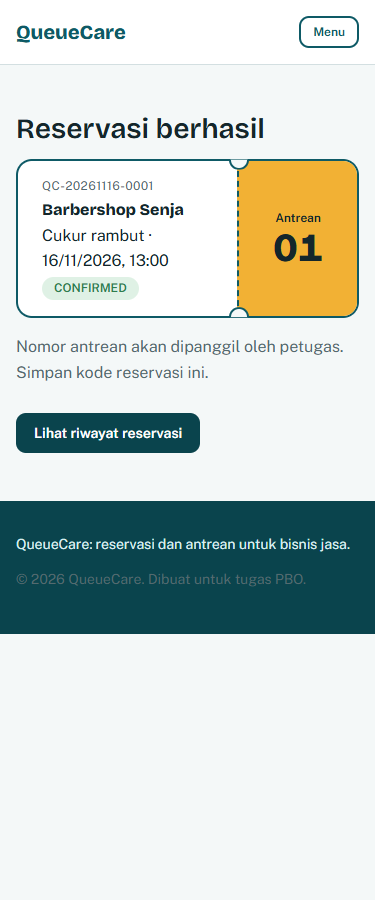 QueueCare
Menu
Reservasi berhasil
QC-20261116-0001
Barbershop Senja
Cukur rambut ·
16/11/2026, 13:00
CONFIRMED
Antrean
01
Nomor antrean akan dipanggil oleh petugas.
Simpan kode reservasi ini.
Lihat riwayat reservasi
QueueCare: reservasi dan antrean untuk bisnis jasa.
© 2026 QueueCare. Dibuat untuk tugas PBO.